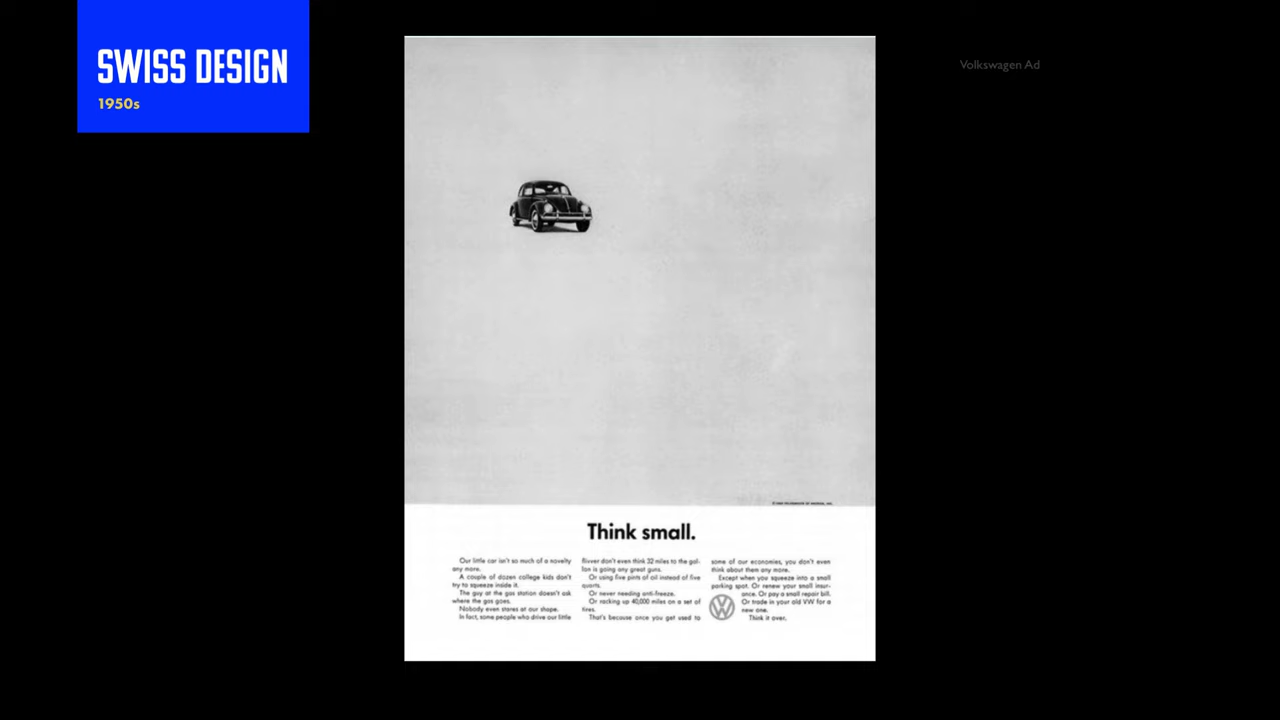 SWISS DESIGN
1950s
Volkswagen Ad
Think small.
Our little car isn't so much of a novelty
any more.
A couple of dozen college kids don't
try to squeeze inside it.
The guy at the gas station doesn't ask
where the gas goes.
Nobody even stares at our shape.
In fact, some people who drive our little
flivver don't even think 32 miles to the gal-
lon is going any great guns.
Or using five pints of oil instead of five
quarts.
Or never needing anti-freeze.
Or racking up 40,000 miles on a set of
tires.
That's because once you get used to
some of our economies, you don't even
think about them any more.
Except when you squeeze into a small
parking spot. Or renew your small insur-
ance. Or pay a small repair bill.
Or trade in your old VW for a
new one.
Think it over.